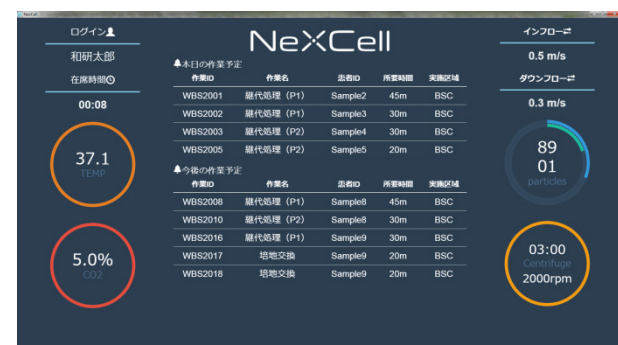 NeXCell
ログイン
和研太郎
在席時間
00:08
37.1
TEMP
5.0%
CO2
NeXCell
本日の作業予定
作業ID 作業名 患者ID 所要時間 実施区域
WBS2001 継代処理（P1） Sample2 45m BSC
WBS2002 継代処理（P1） Sample3 30m BSC
WBS2003 継代処理（P2） Sample4 30m BSC
WBS2005 継代処理（P2） Sample5 20m BSC
今後の作業予定
作業ID 作業名 患者ID 所要時間 実施区域
WBS2008 継代処理（P1） Sample8 45m BSC
WBS2010 継代処理（P2） Sample8 30m BSC
WBS2016 継代処理（P1） Sample9 30m BSC
WBS2017 培地交換 Sample9 20m BSC
WBS2018 培地交換 Sample9 20m BSC
インフロー
0.5 m/s
ダウンフロー
0.3 m/s
89
01
particles
03:00
Centrifuge
2000rpm